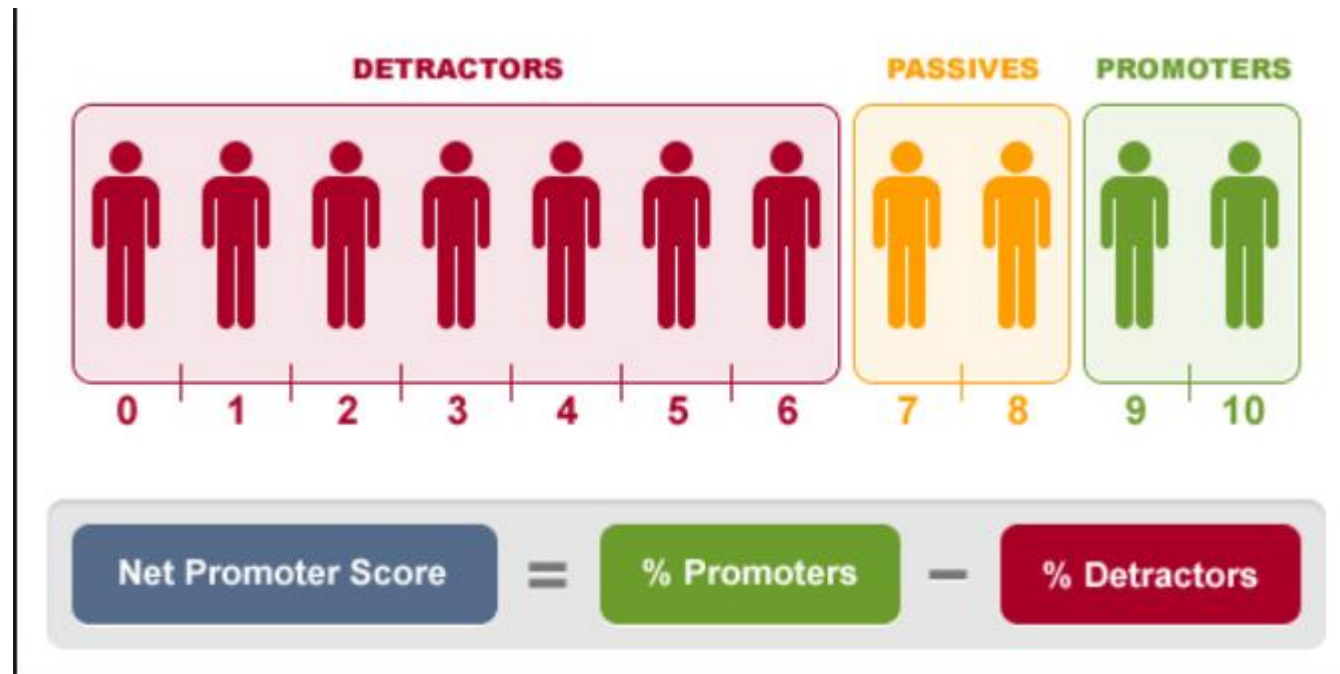 DETRACTORS PASSIVES PROMOTERS
0 1 2 3 4 5 6 7 8 9 10
Net Promoter Score = % Promoters – % Detractors